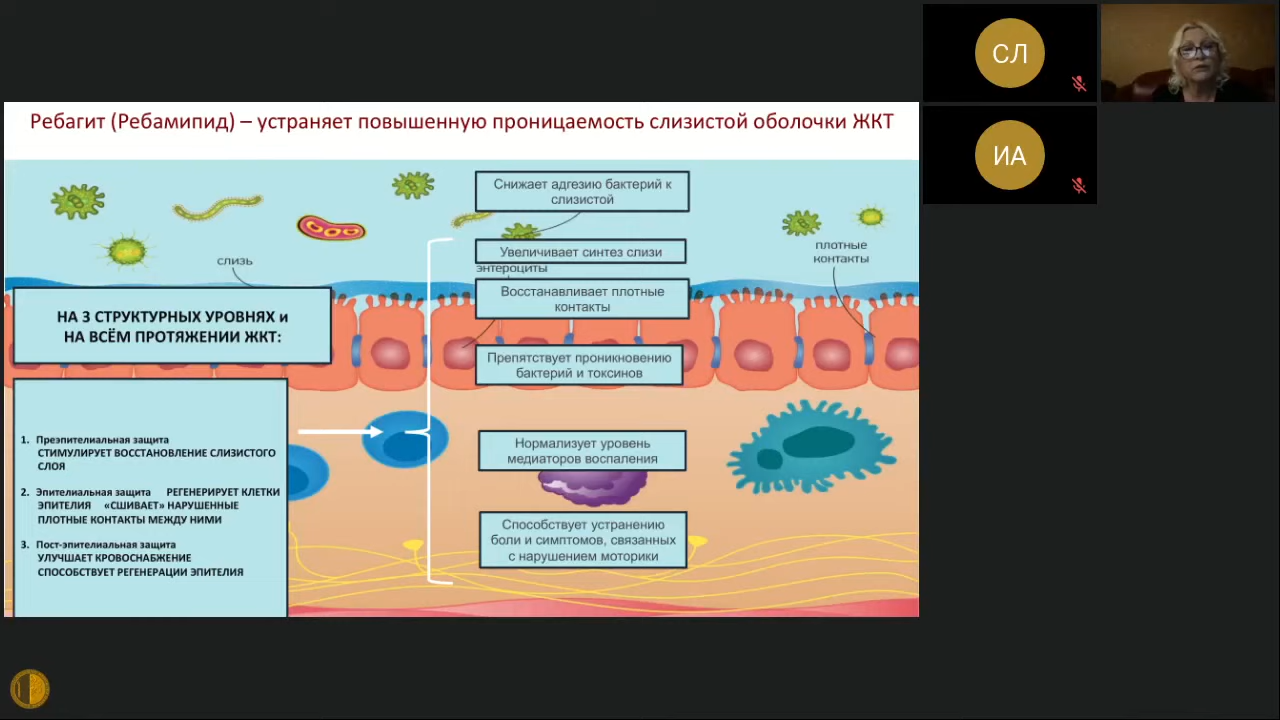 Ребагит (Ребамипид) – устраняет повышенную проницаемость слизистой оболочки ЖКТ
слизь
НА 3 СТРУКТУРНЫХ УРОВНЯХ и
НА ВСЁМ ПРОТЯЖЕНИИ ЖКТ:
1. Преэпителиальная защита
СТИМУЛИРУЕТ ВОССТАНОВЛЕНИЕ СЛИЗИСТОГО
СЛОЯ
2. Эпителиальная защита РЕГЕНЕРИРУЕТ КЛЕТКИ
ЭПИТЕЛИЯ «СШИВАЕТ» НАРУШЕННЫЕ
ПЛОТНЫЕ КОНТАКТЫ МЕЖДУ НИМИ
3. Пост-эпителиальная защита
УЛУЧШАЕТ КРОВОСНАБЖЕНИЕ
СПОСОБСТВУЕТ РЕГЕНЕРАЦИИ ЭПИТЕЛИЯ
Снижает адгезию бактерий к
слизистой
Увеличивает синтез слизи
энтероциты
Восстанавливает плотные
контакты
Препятствует проникновению
бактерий и токсинов
Нормализует уровень
медиаторов воспаления
Способствует устранению
боли и симптомов, связанных
с нарушением моторики
плотные
контакты
СЛ
ИА